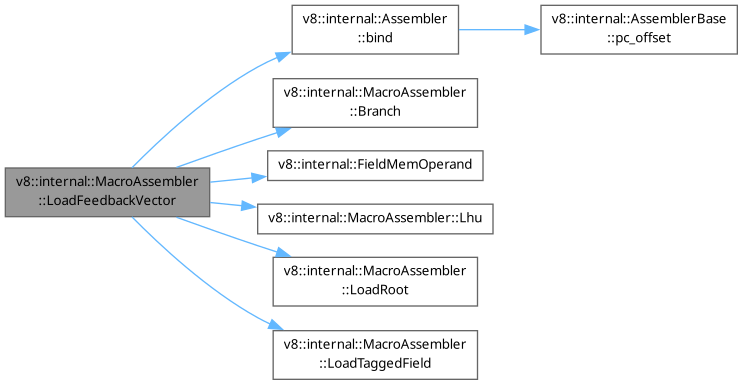 v8::internal::Assembler
::bind
v8::internal::AssemblerBase
::pc_offset
v8::internal::MacroAssembler
::Branch
v8::internal::FieldMemOperand
v8::internal::MacroAssembler
::LoadFeedbackVector
v8::internal::MacroAssembler::Lhu
v8::internal::MacroAssembler
::LoadRoot
v8::internal::MacroAssembler
::LoadTaggedField